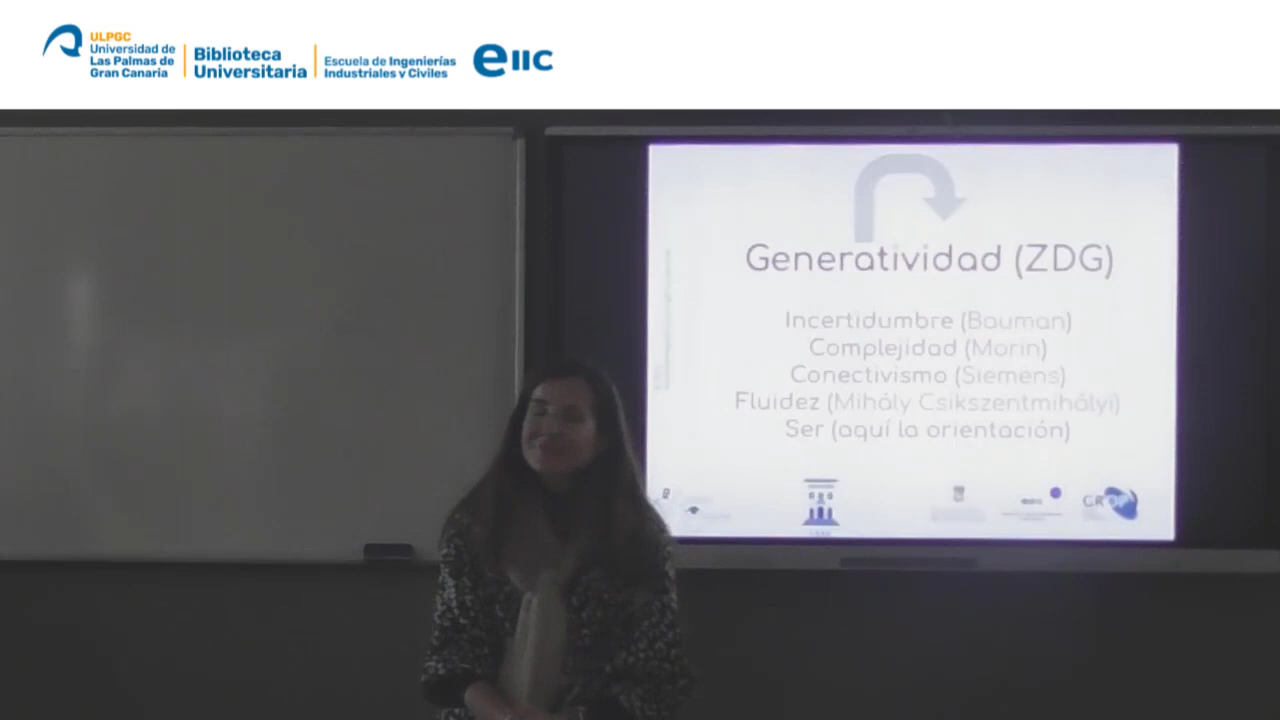 ULPGC
Universidad de
Las Palmas de
Gran Canaria
Biblioteca
Universitaria
Escuela de Ingenierías
Industriales y Civiles
eIIC
Generatividad (ZDG)
Incertidumbre (Bauman)
Complejidad (Morin)
Conectivismo (Siemens)
Fluidez (Mihály Csikszentmihályi)
Ser (aquí la orientación)
GROP